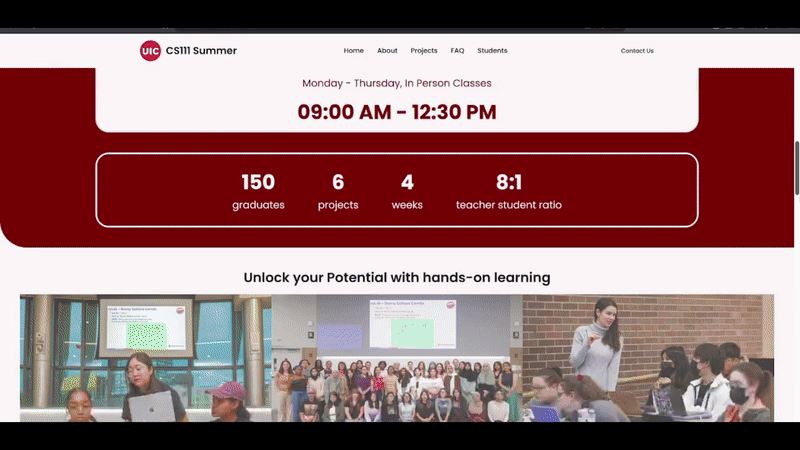 UIC CS111 Summer
Home About Projects FAQ Students
Contact Us
Monday - Thursday, In Person Classes
09:00 AM - 12:30 PM
150 6 4 8:1
graduates projects weeks teacher student ratio
Unlock your Potential with hands-on learning